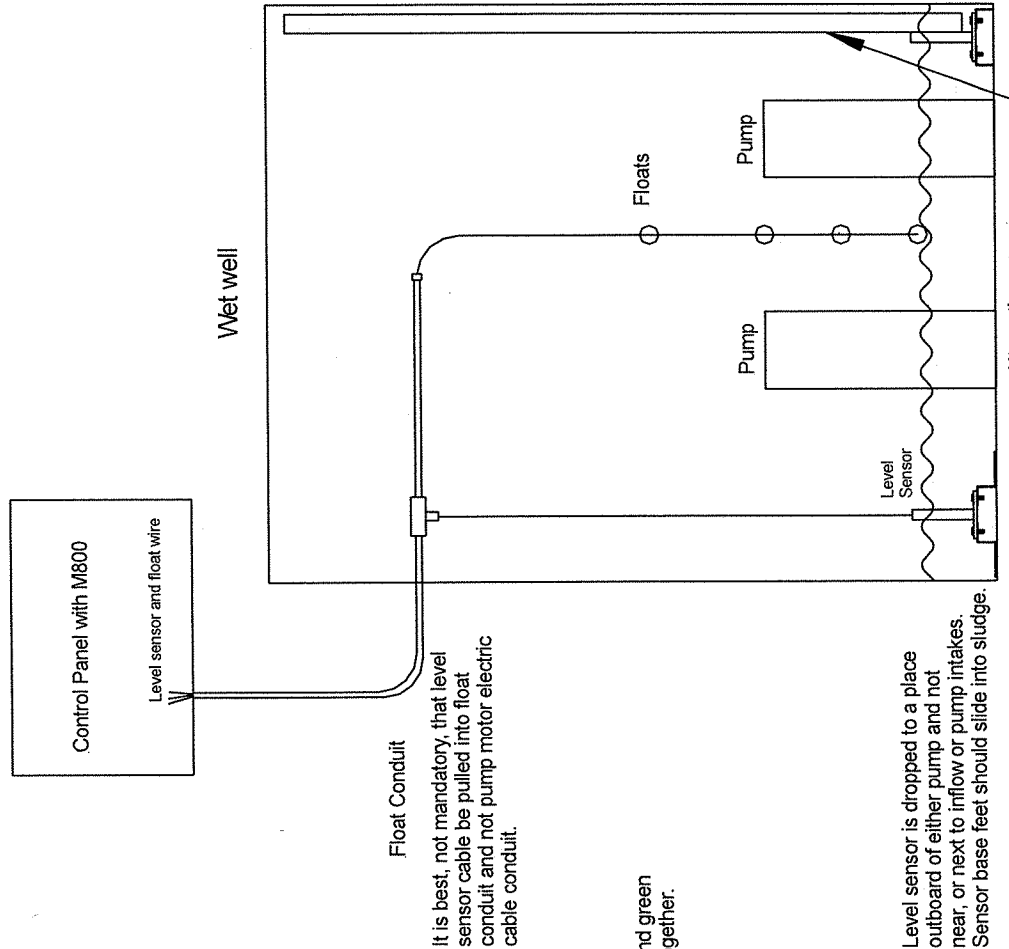 Wet well
Control Panel with M800
Level sensor and float wire
Float Conduit
It is best, not mandatory, that level
sensor cable be pulled into float
conduit and not pump motor electric
cable conduit.
Floats
Pump
Pump
Level
Sensor
nd green
gether.
Level sensor is dropped to a place
outboard of either pump and not
near, or next to inflow or pump intakes.
Sensor base feet should slide into sludge.